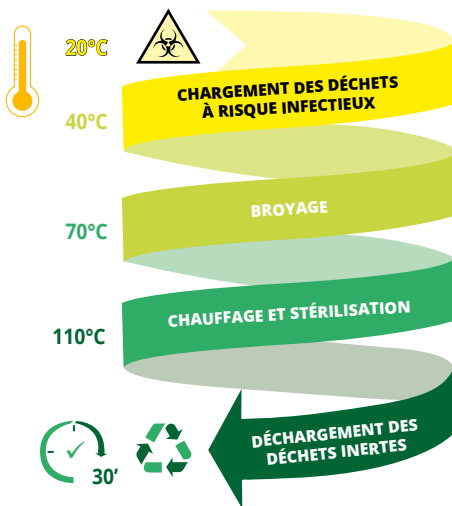 20°C
CHARGEMENT DES DÉCHETS
À RISQUE INFECTIEUX
40°C
BROYAGE
70°C
CHAUFFAGE ET STÉRILISATION
110°C
DÉCHARGEMENT DES
DÉCHETS INERTES
30’